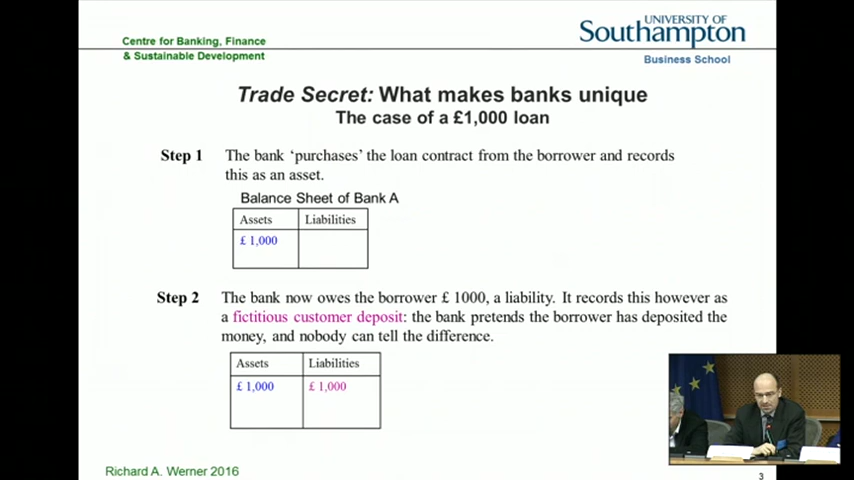 Centre for Banking, Finance
& Sustainable Development
UNIVERSITY OF
Southampton
Business School
Trade Secret: What makes banks unique
The case of a £1,000 loan
Step 1 The bank ‘purchases’ the loan contract from the borrower and records
this as an asset.
Balance Sheet of Bank A
Assets Liabilities
£ 1,000
Step 2 The bank now owes the borrower £ 1000, a liability. It records this however as
a fictitious customer deposit: the bank pretends the borrower has deposited the
money, and nobody can tell the difference.
Assets Liabilities
£ 1,000 £ 1,000
Richard A. Werner 2016
3